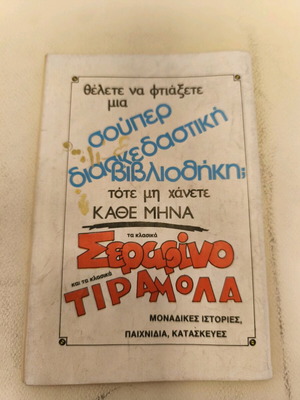 θέλετε να φτιάξετε
μια
σούπερ
διασκεδαστική
βιβλιοθήκη;
τότε μη χάνετε
ΚΑΘΕ ΜΗΝΑ
τα κλασικά
Σεραφίνο
και τα κλασικά
ΤΙΡΑΜΟΛΑ
ΜΟΝΑΔΙΚΕΣ ΙΣΤΟΡΙΕΣ,
ΠΑΙΧΝΙΔΙΑ, ΚΑΤΑΣΚΕΥΕΣ